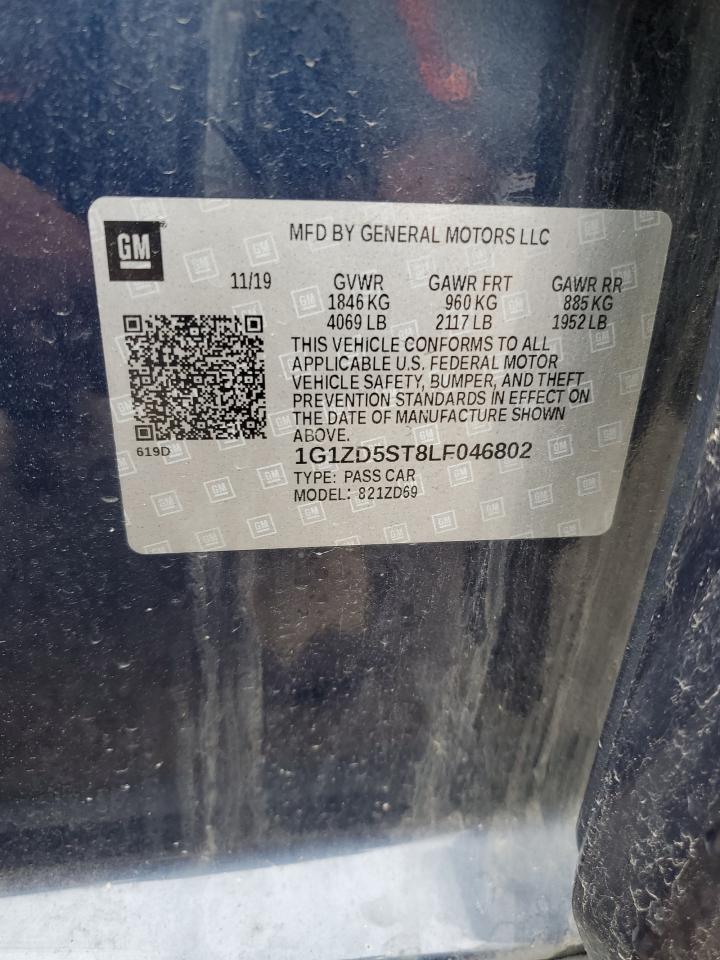 GM
MFD BY GENERAL MOTORS LLC
11/19 GVWR GAWR FRT GAWR RR
1846 KG 960 KG 885 KG
4069 LB 2117 LB 1952 LB
THIS VEHICLE CONFORMS TO ALL
APPLICABLE U.S. FEDERAL MOTOR
VEHICLE SAFETY, BUMPER, AND THEFT
PREVENTION STANDARDS IN EFFECT ON
THE DATE OF MANUFACTURE SHOWN
ABOVE.
619D
1G1ZD5ST8LF046802
TYPE: PASS CAR
MODEL: 821ZD69